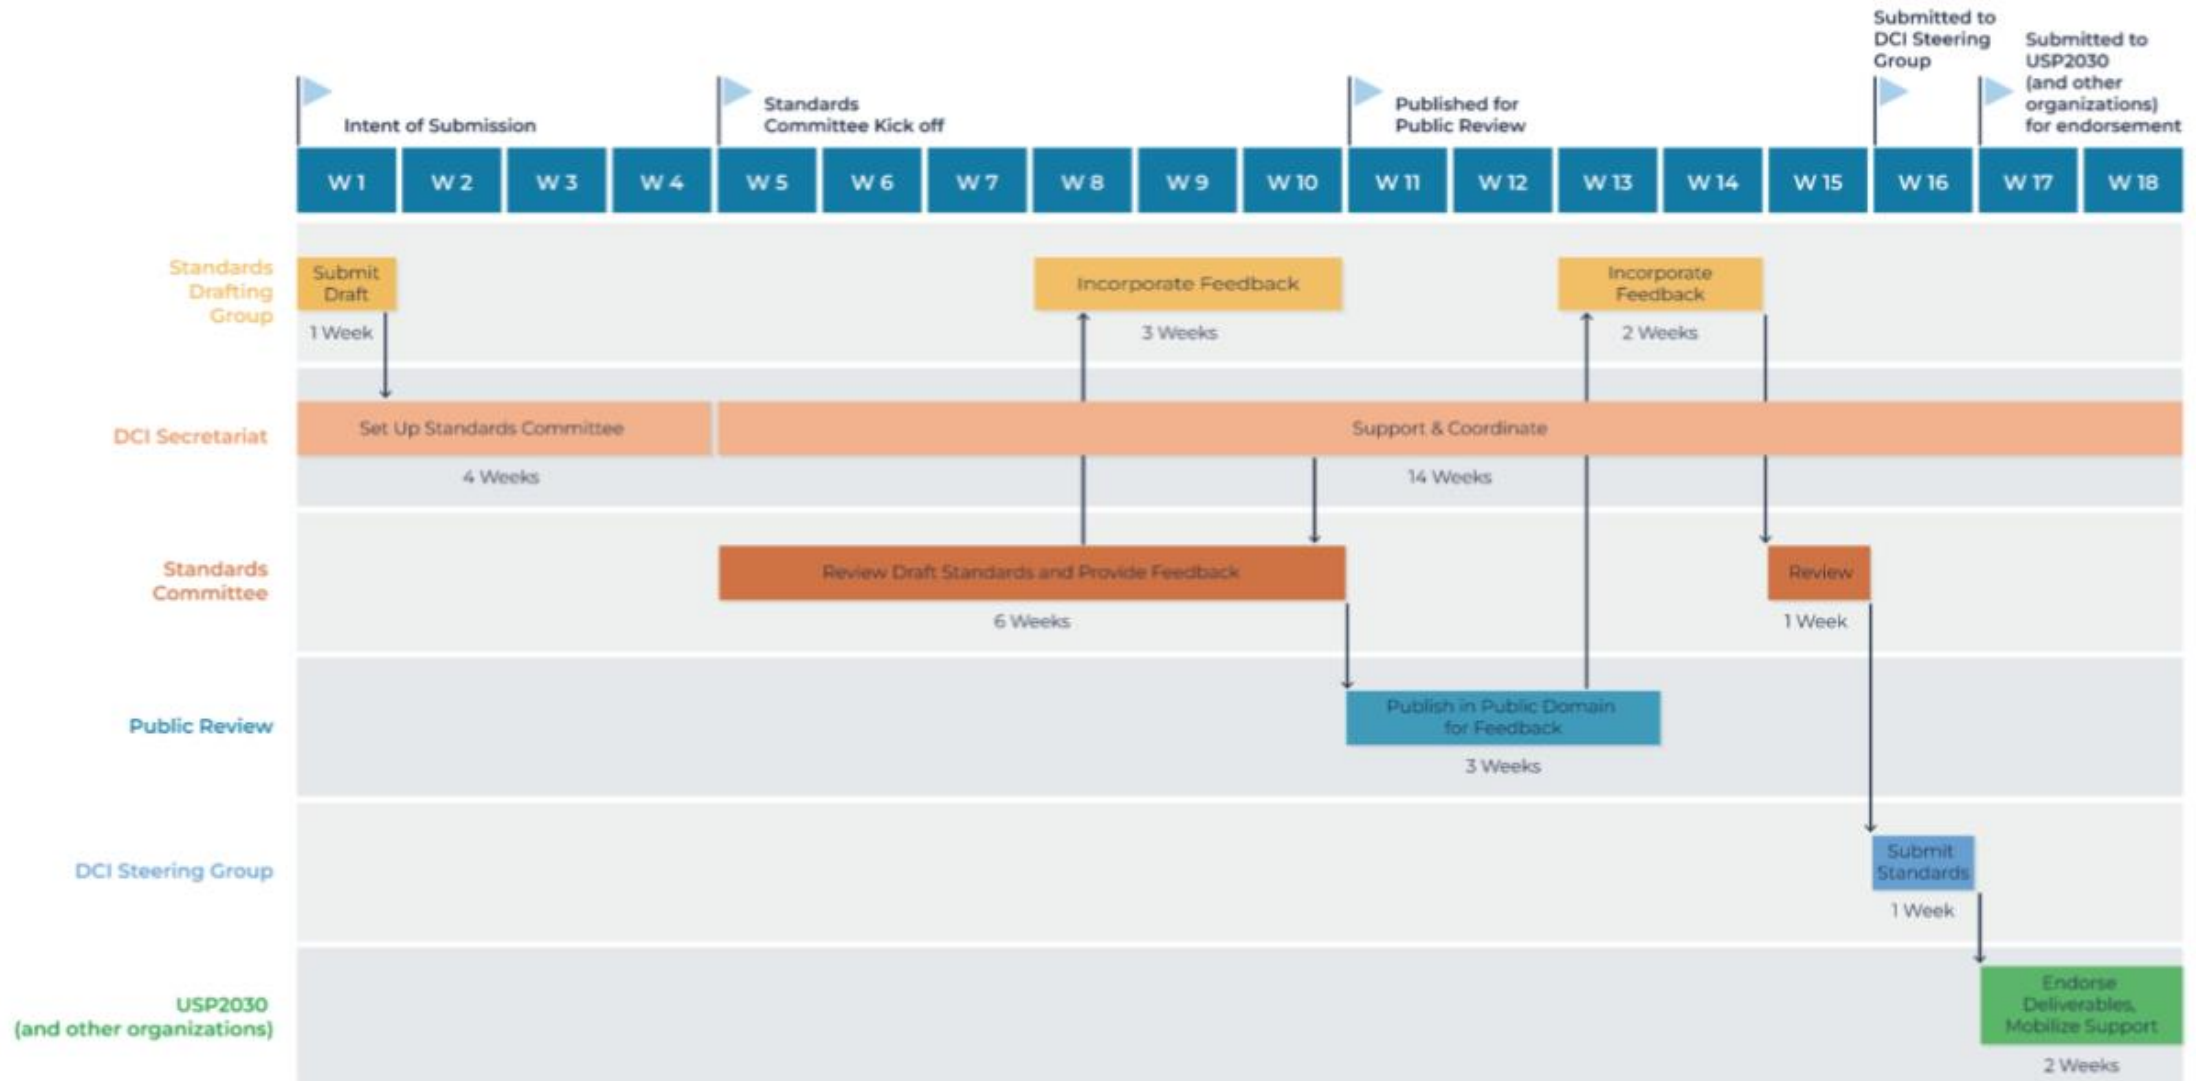 Submitted to
DCI Steering
Group
Submitted to
USP2030
(and other
organizations)
for endorsement
Intent of Submission
Standards
Committee Kick off
Published for
Public Review
W 1
W 2
W 3
W 4
W 5
W 6
W 7
W 8
W 9
W 10
W 11
W 12
W 13
W 14
W 15
W 16
W 17
W 18
Standards
Drafting
Group
Submit
Draft
1 Week
Incorporate Feedback
3 Weeks
Incorporate
Feedback
2 Weeks
DCI Secretariat
Set Up Standards Committee
4 Weeks
Support & Coordinate
14 Weeks
Standards
Committee
Review Draft Standards and Provide Feedback
6 Weeks
Review
1 Week
Public Review
Publish in Public Domain
for Feedback
3 Weeks
DCI Steering Group
Submit
Standards
1 Week
USP2030
(and other organizations)
Endorse
Deliverables,
Mobilize Support
2 Weeks